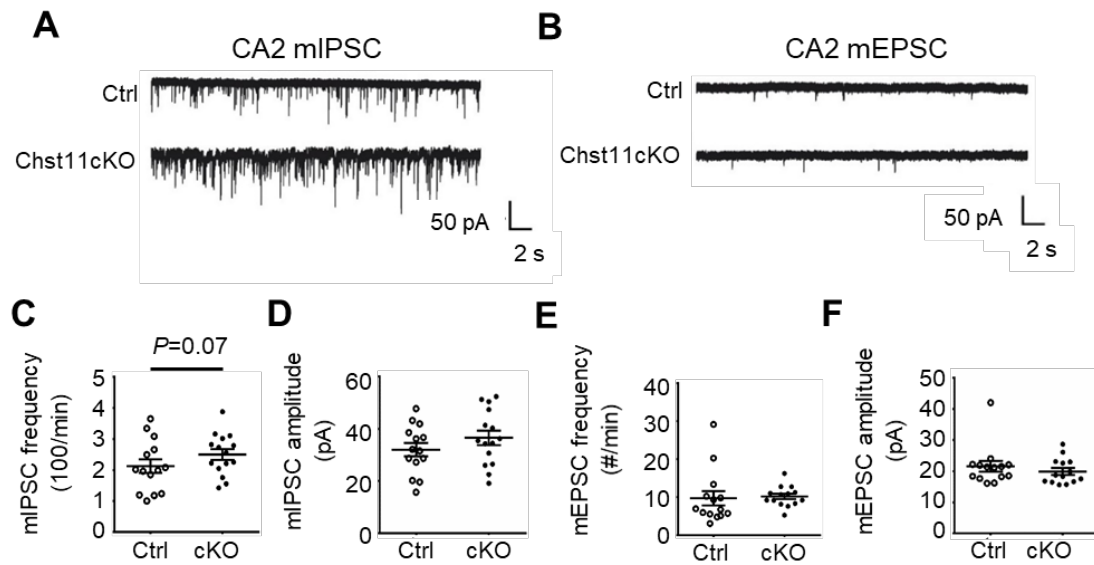 A
CA2 mIPSC
Ctrl
Chst11cKO
50 pA
2 s
B
CA2 mEPSC
Ctrl
Chst11cKO
50 pA
2 s
C
P=0.07
mIPSC frequency
(100/min)
5
4
3
2
1
0
Ctrl cKO
D
mIPSC amplitude
(pA)
60
40
20
0
Ctrl cKO
E
mEPSC frequency
(#/min)
40
30
20
10
0
Ctrl cKO
F
mEPSC amplitude
(pA)
50
40
30
20
10
0
Ctrl cKO